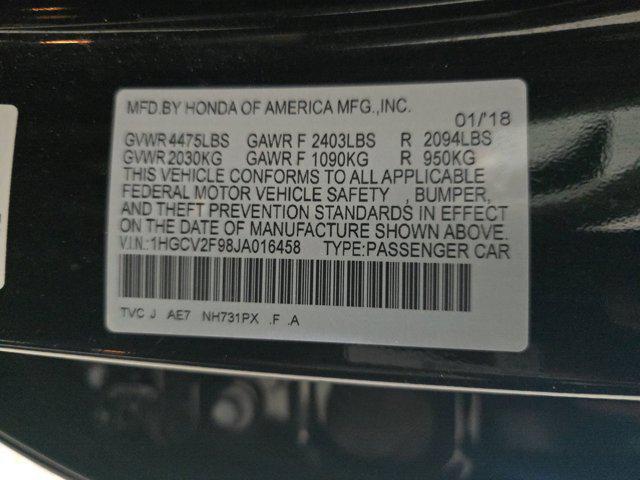 MFD.BY HONDA OF AMERICA MFG.,INC. 01/'18
GVWR 4475LBS GAWR F 2403LBS R 2094LBS
GVWR 2030KG GAWR F 1090KG R 950KG
THIS VEHICLE CONFORMS TO ALL APPLICABLE
FEDERAL MOTOR VEHICLE SAFETY , BUMPER,
AND THEFT PREVENTION STANDARDS IN EFFECT
ON THE DATE OF MANUFACTURE SHOWN ABOVE.
V.I.N.:1HGCV2F98JA016458 TYPE:PASSENGER CAR
TVC J AE7 NH731PX .F .A